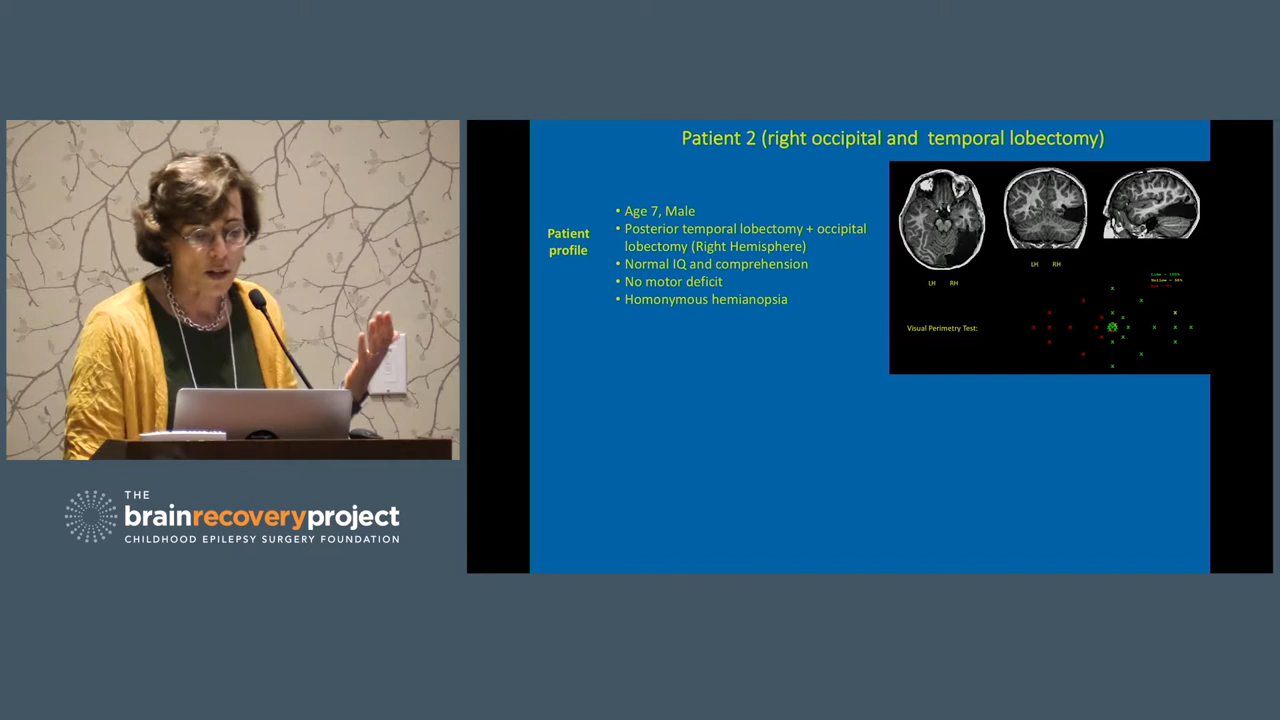 Patient 2 (right occipital and temporal lobectomy)
Patient
profile
• Age 7, Male
• Posterior temporal lobectomy + occipital
lobectomy (Right Hemisphere)
• Normal IQ and comprehension
• No motor deficit
• Homonymous hemianopsia
LH RH
LH RH
Visual Perimetry Test:
THE
brainrecoveryproject
CHILDHOOD EPILEPSY SURGERY FOUNDATION